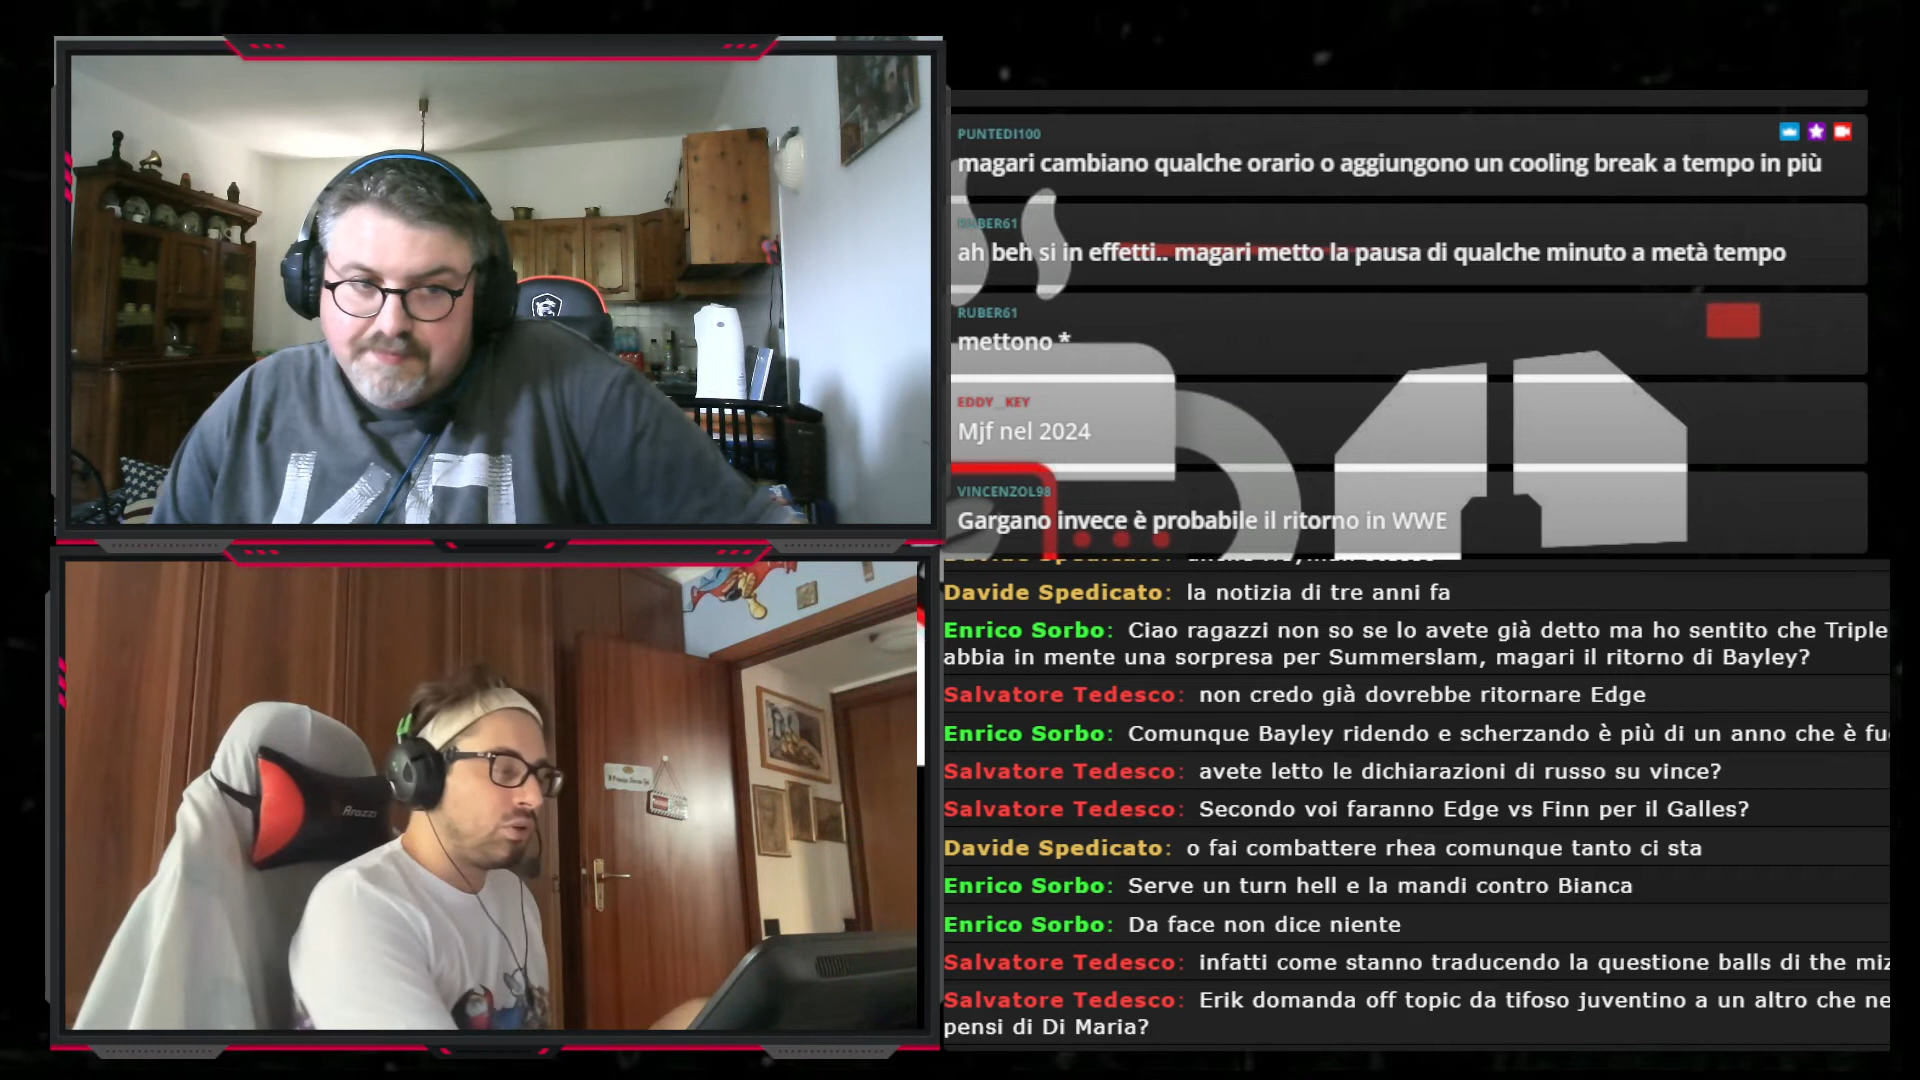 PUNTEDI100
magari cambiano qualche orario o aggiungono un cooling break a tempo in più
RUBER61
ah beh si in effetti.. magari metto la pausa di qualche minuto a metà tempo
RUBER61
mettono *
EDDY__KEY
Mjf nel 2024
VINCENZOL98
Gargano invece è probabile il ritorno in WWE
Davide Spedicato: la notizia di tre anni fa
Enrico Sorbo: Ciao ragazzi non so se lo avete già detto ma ho sentito che Triple
abbia in mente una sorpresa per Summerslam, magari il ritorno di Bayley?
Salvatore Tedesco: non credo già dovrebbe ritornare Edge
Enrico Sorbo: Comunque Bayley ridendo e scherzando è più di un anno che è fu
Salvatore Tedesco: avete letto le dichiarazioni di russo su vince?
Salvatore Tedesco: Secondo voi faranno Edge vs Finn per il Galles?
Davide Spedicato: o fai combattere rhea comunque tanto ci sta
Enrico Sorbo: Serve un turn hell e la mandi contro Bianca
Enrico Sorbo: Da face non dice niente
Salvatore Tedesco: infatti come stanno traducendo la questione balls di the miz
Salvatore Tedesco: Erik domanda off topic da tifoso juventino a un altro che ne
pensi di Di Maria?
Arozzi